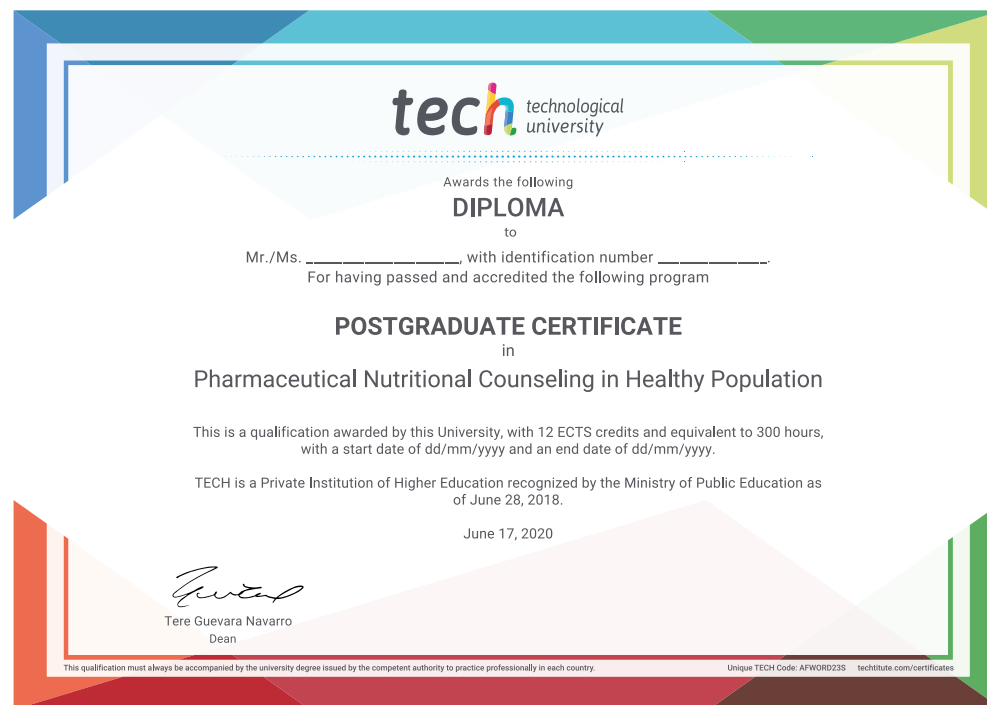 tech technological
university
Awards the following
DIPLOMA
to
Mr./Ms. ____________________, with identification number ______________.
For having passed and accredited the following program
POSTGRADUATE CERTIFICATE
in
Pharmaceutical Nutritional Counseling in Healthy Population
This is a qualification awarded by this University, with 12 ECTS credits and equivalent to 300 hours,
with a start date of dd/mm/yyyy and an end date of dd/mm/yyyy.
TECH is a Private Institution of Higher Education recognized by the Ministry of Public Education as
of June 28, 2018.
June 17, 2020
Tere Guevara Navarro
Dean
This qualification must always be accompanied by the university degree issued by the competent authority to practice professionally in each country.
Unique TECH Code: AFWORD23S techtitute.com/certificates